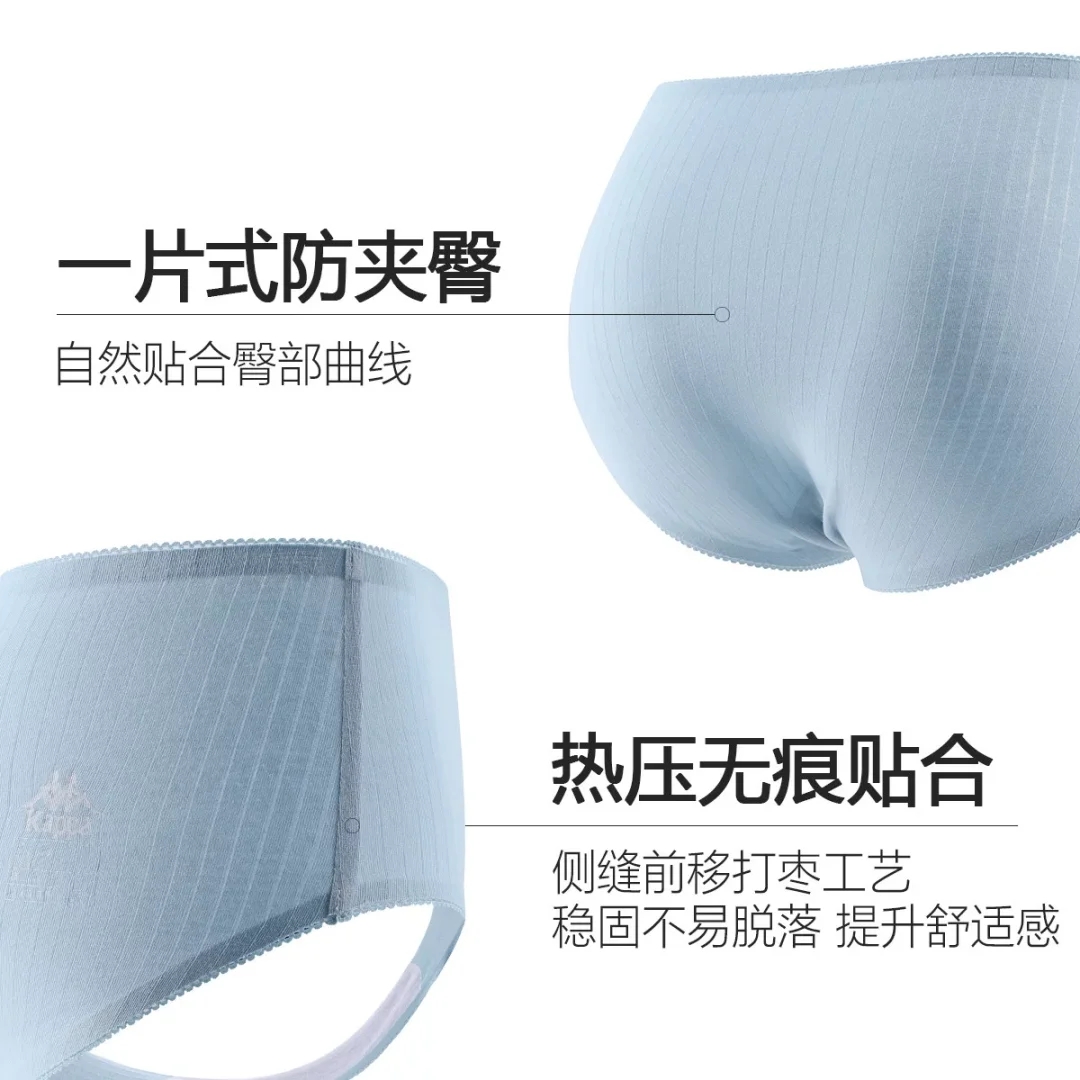 一片式防夹臀
自然贴合臀部曲线
Kappa
热压无痕贴合
侧缝前移打枣工艺
稳固不易脱落 提升舒适感